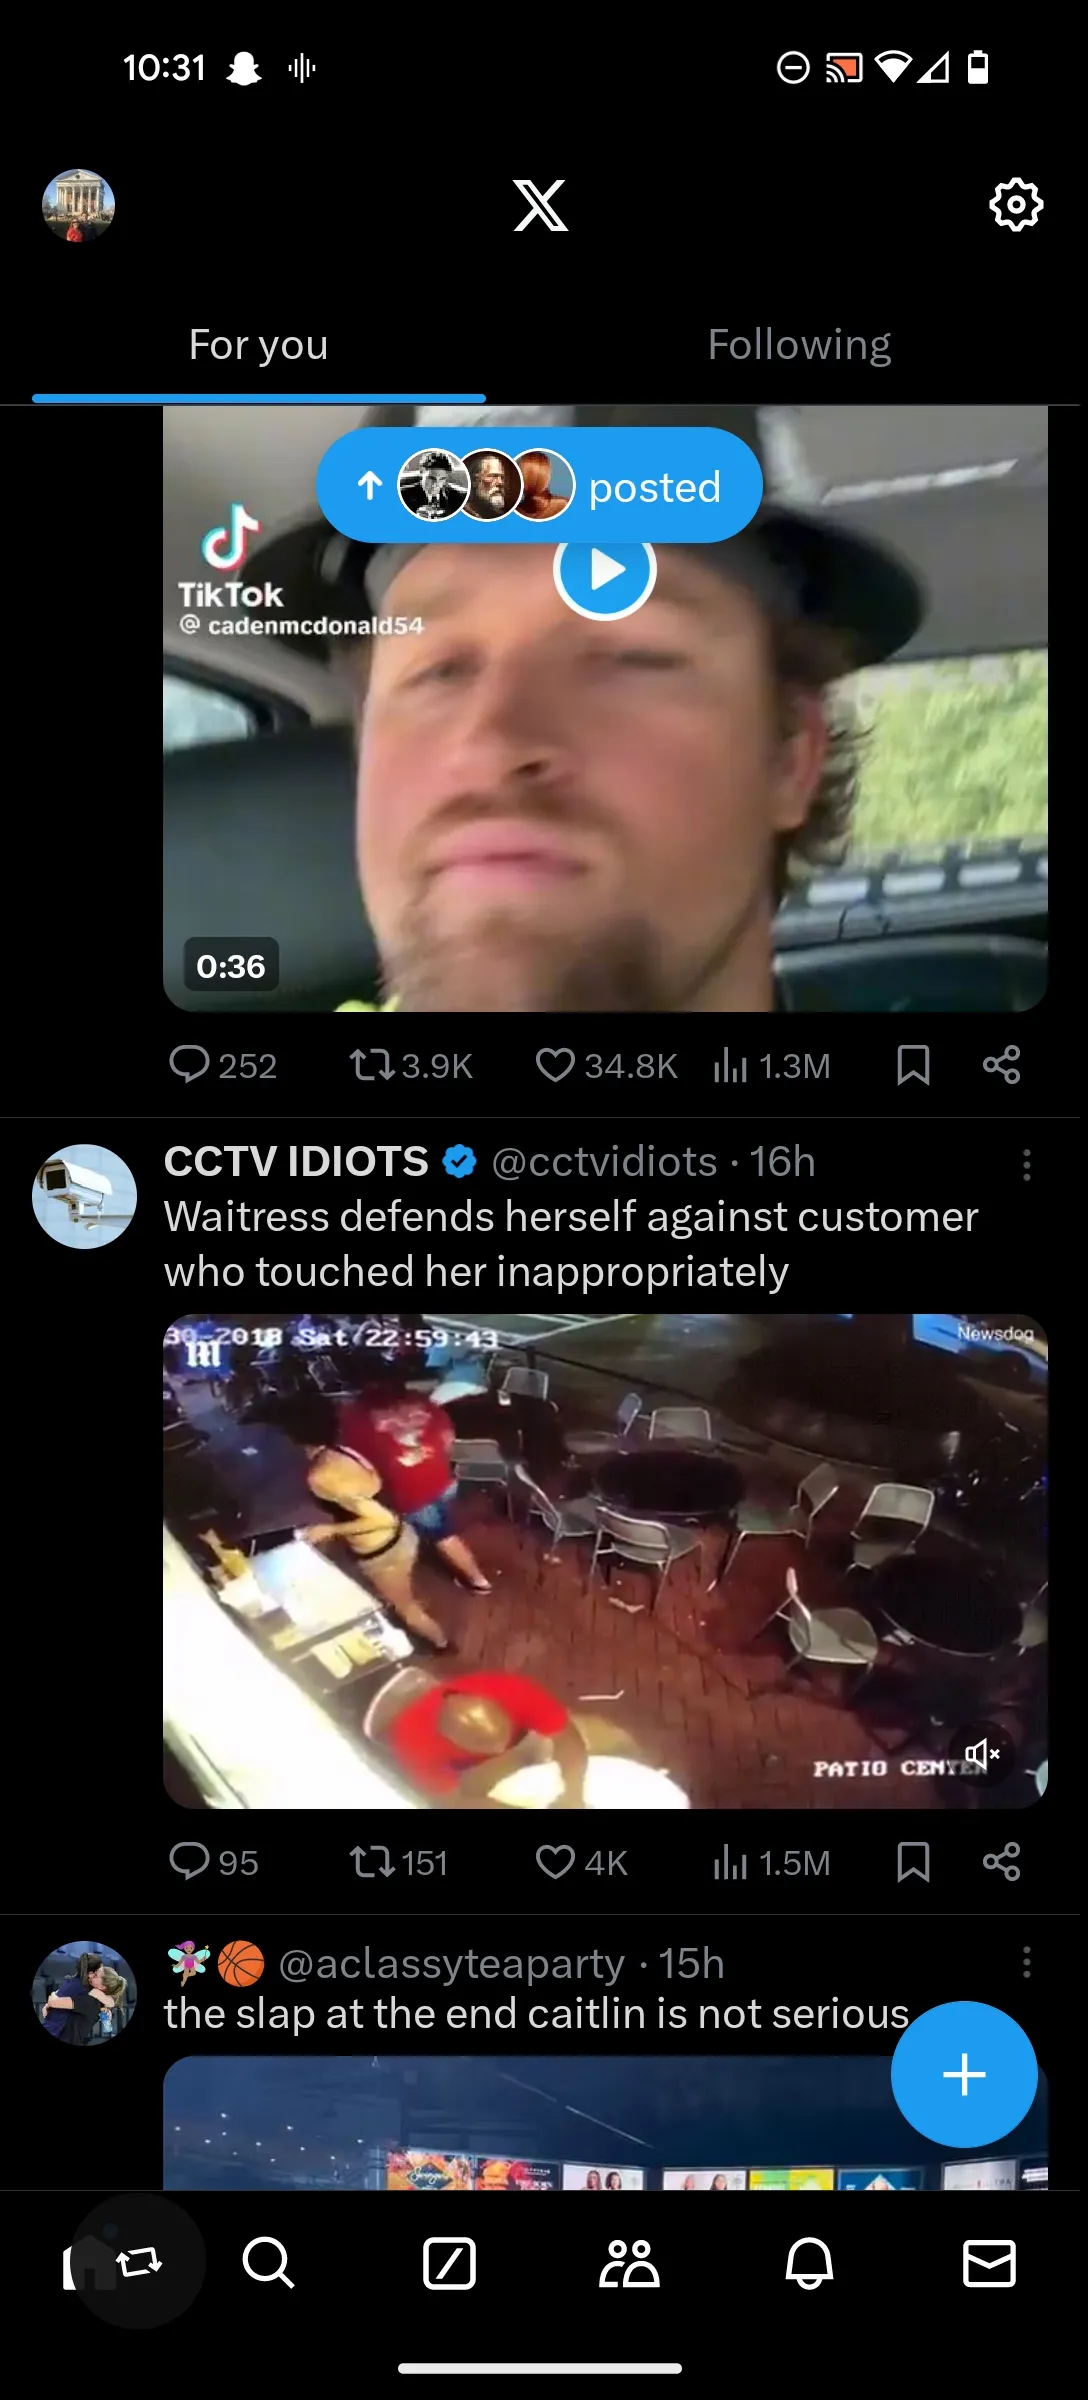 10:31
For you
Following
posted
TikTok
@ cadenmcdonald54
0:36
252
3.9K
34.8K
1.3M
CCTV IDIOTS @cctvidiots · 16h
Waitress defends herself against customer
who touched her inappropriately
30-2018 Sat 22:59:43
Newsdog
PATIO CENTER
95
151
4K
1.5M
@aclassyteaparty · 15h
the slap at the end caitlin is not serious